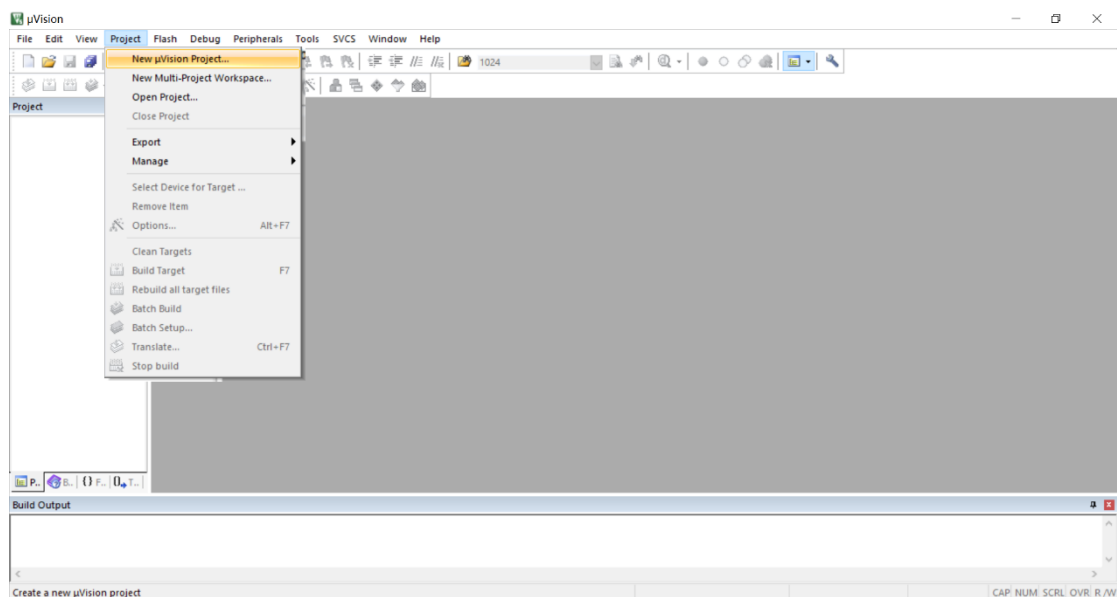 µVision
File Edit View Project Flash Debug Peripherals Tools SVCS Window Help
1024
Project
New µVision Project...
New Multi-Project Workspace...
Open Project...
Close Project
Export
Manage
Select Device for Target ...
Remove Item
Options... Alt+F7
Clean Targets
Build Target F7
Rebuild all target files
Batch Build
Batch Setup...
Translate... Ctrl+F7
Stop build
P... B... {} F... 0 T...
Build Output
Create a new µVision project
CAP NUM SCRL OVR R/W